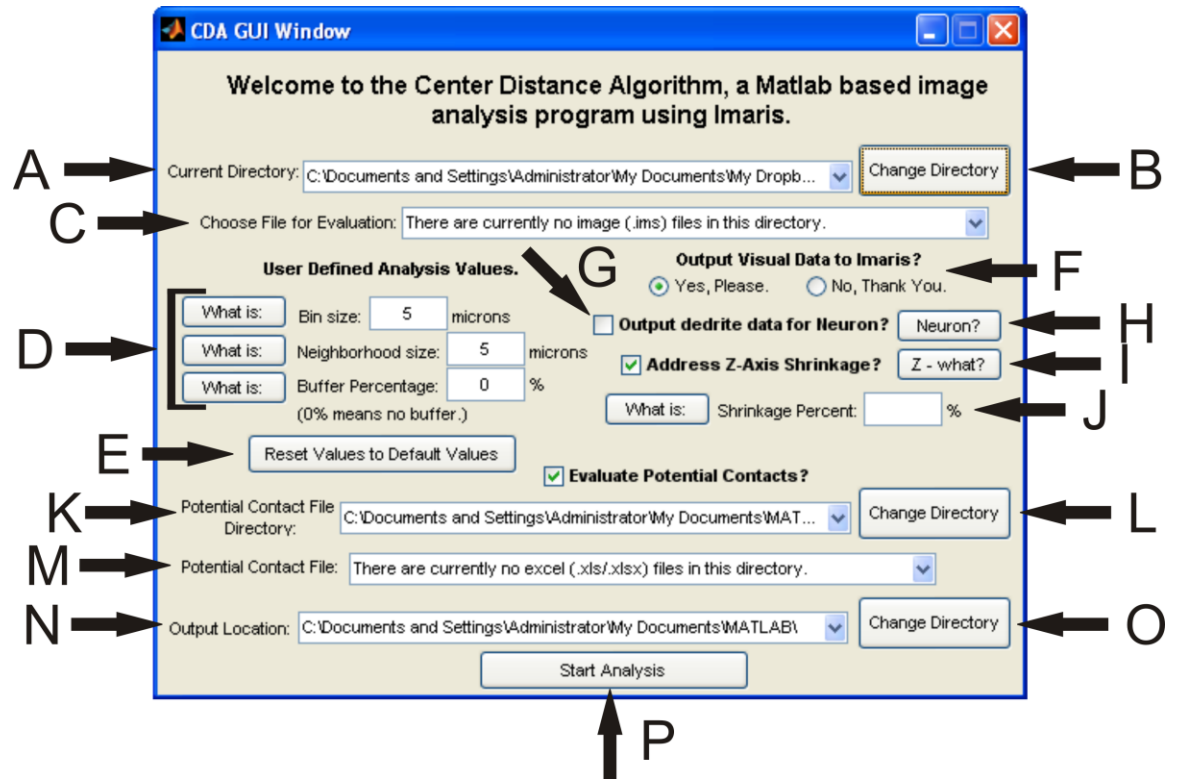 CDA GUI Window
Welcome to the Center Distance Algorithm, a Matlab based image
analysis program using Imaris.
A
Current Directory: C:\Documents and Settings\Administrator\My Documents\My Dropb...
Change Directory
B
C
Choose File for Evaluation: There are currently no image (.ims) files in this directory.
User Defined Analysis Values.
G
Output Visual Data to Imaris?
Yes, Please. No, Thank You.
F
D
What is: Bin size: 5 microns
What is: Neighborhood size: 5 microns
What is: Buffer Percentage: 0 %
(0% means no buffer.)
Output dedrite data for Neuron? Neuron?
H
Address Z-Axis Shrinkage? Z - what?
I
What is: Shrinkage Percent: %
J
E
Reset Values to Default Values
Evaluate Potential Contacts?
K
Potential Contact File
Directory:
C:\Documents and Settings\Administrator\My Documents\MAT...
Change Directory
L
M
Potential Contact File: There are currently no excel (.xls/.xlsx) files in this directory.
N
Output Location: C:\Documents and Settings\Administrator\My Documents\MATLAB\
Change Directory
O
Start Analysis
P